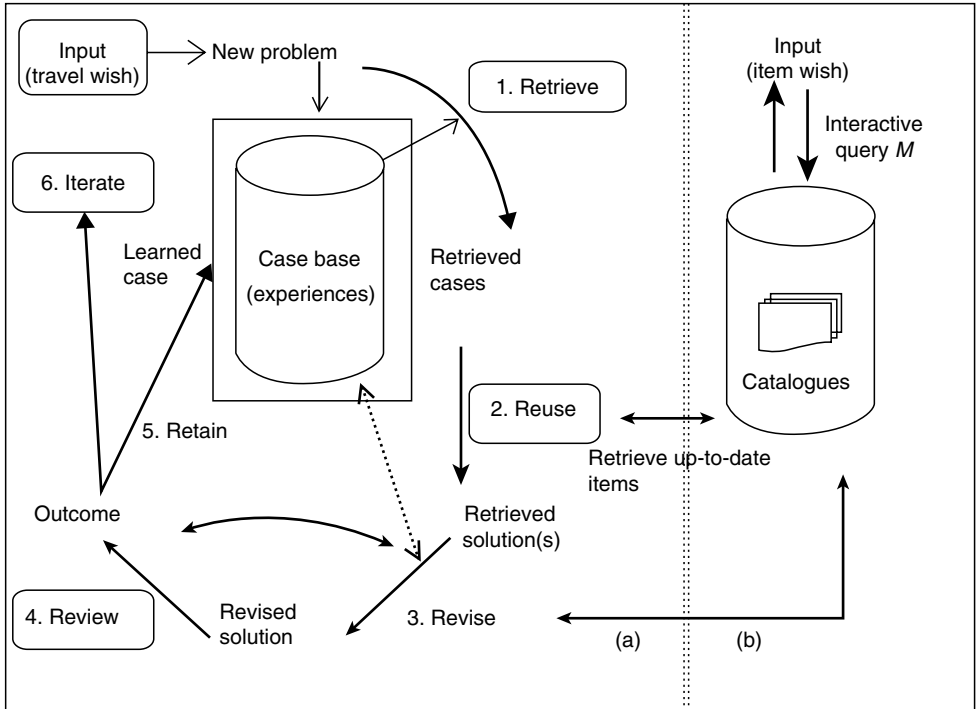 Input
(travel wish)
New problem
1. Retrieve
Input
(item wish)
Interactive
query M
6. Iterate
Learned
case
Case base
(experiences)
Retrieved
cases
Catalogues
2. Reuse
5. Retain
Retrieve up-to-date
items
Outcome
Retrieved
solution(s)
4. Review
Revised
solution
3. Revise
(a)
(b)